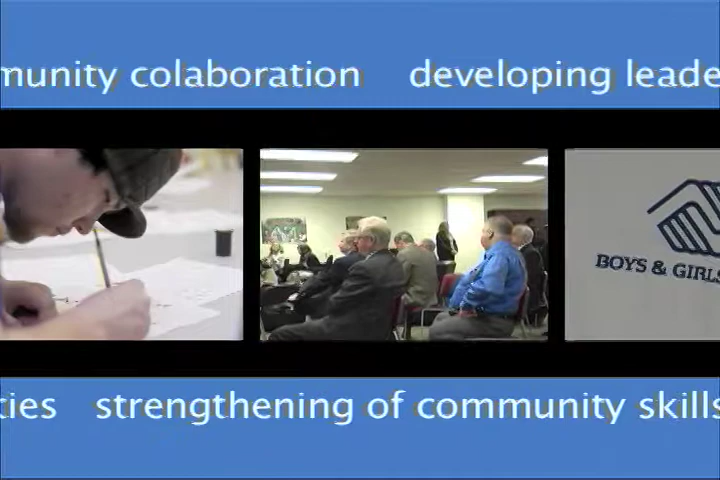 munity colaboration developing leade
BOYS & GIRLS
ties strengthening of community skills